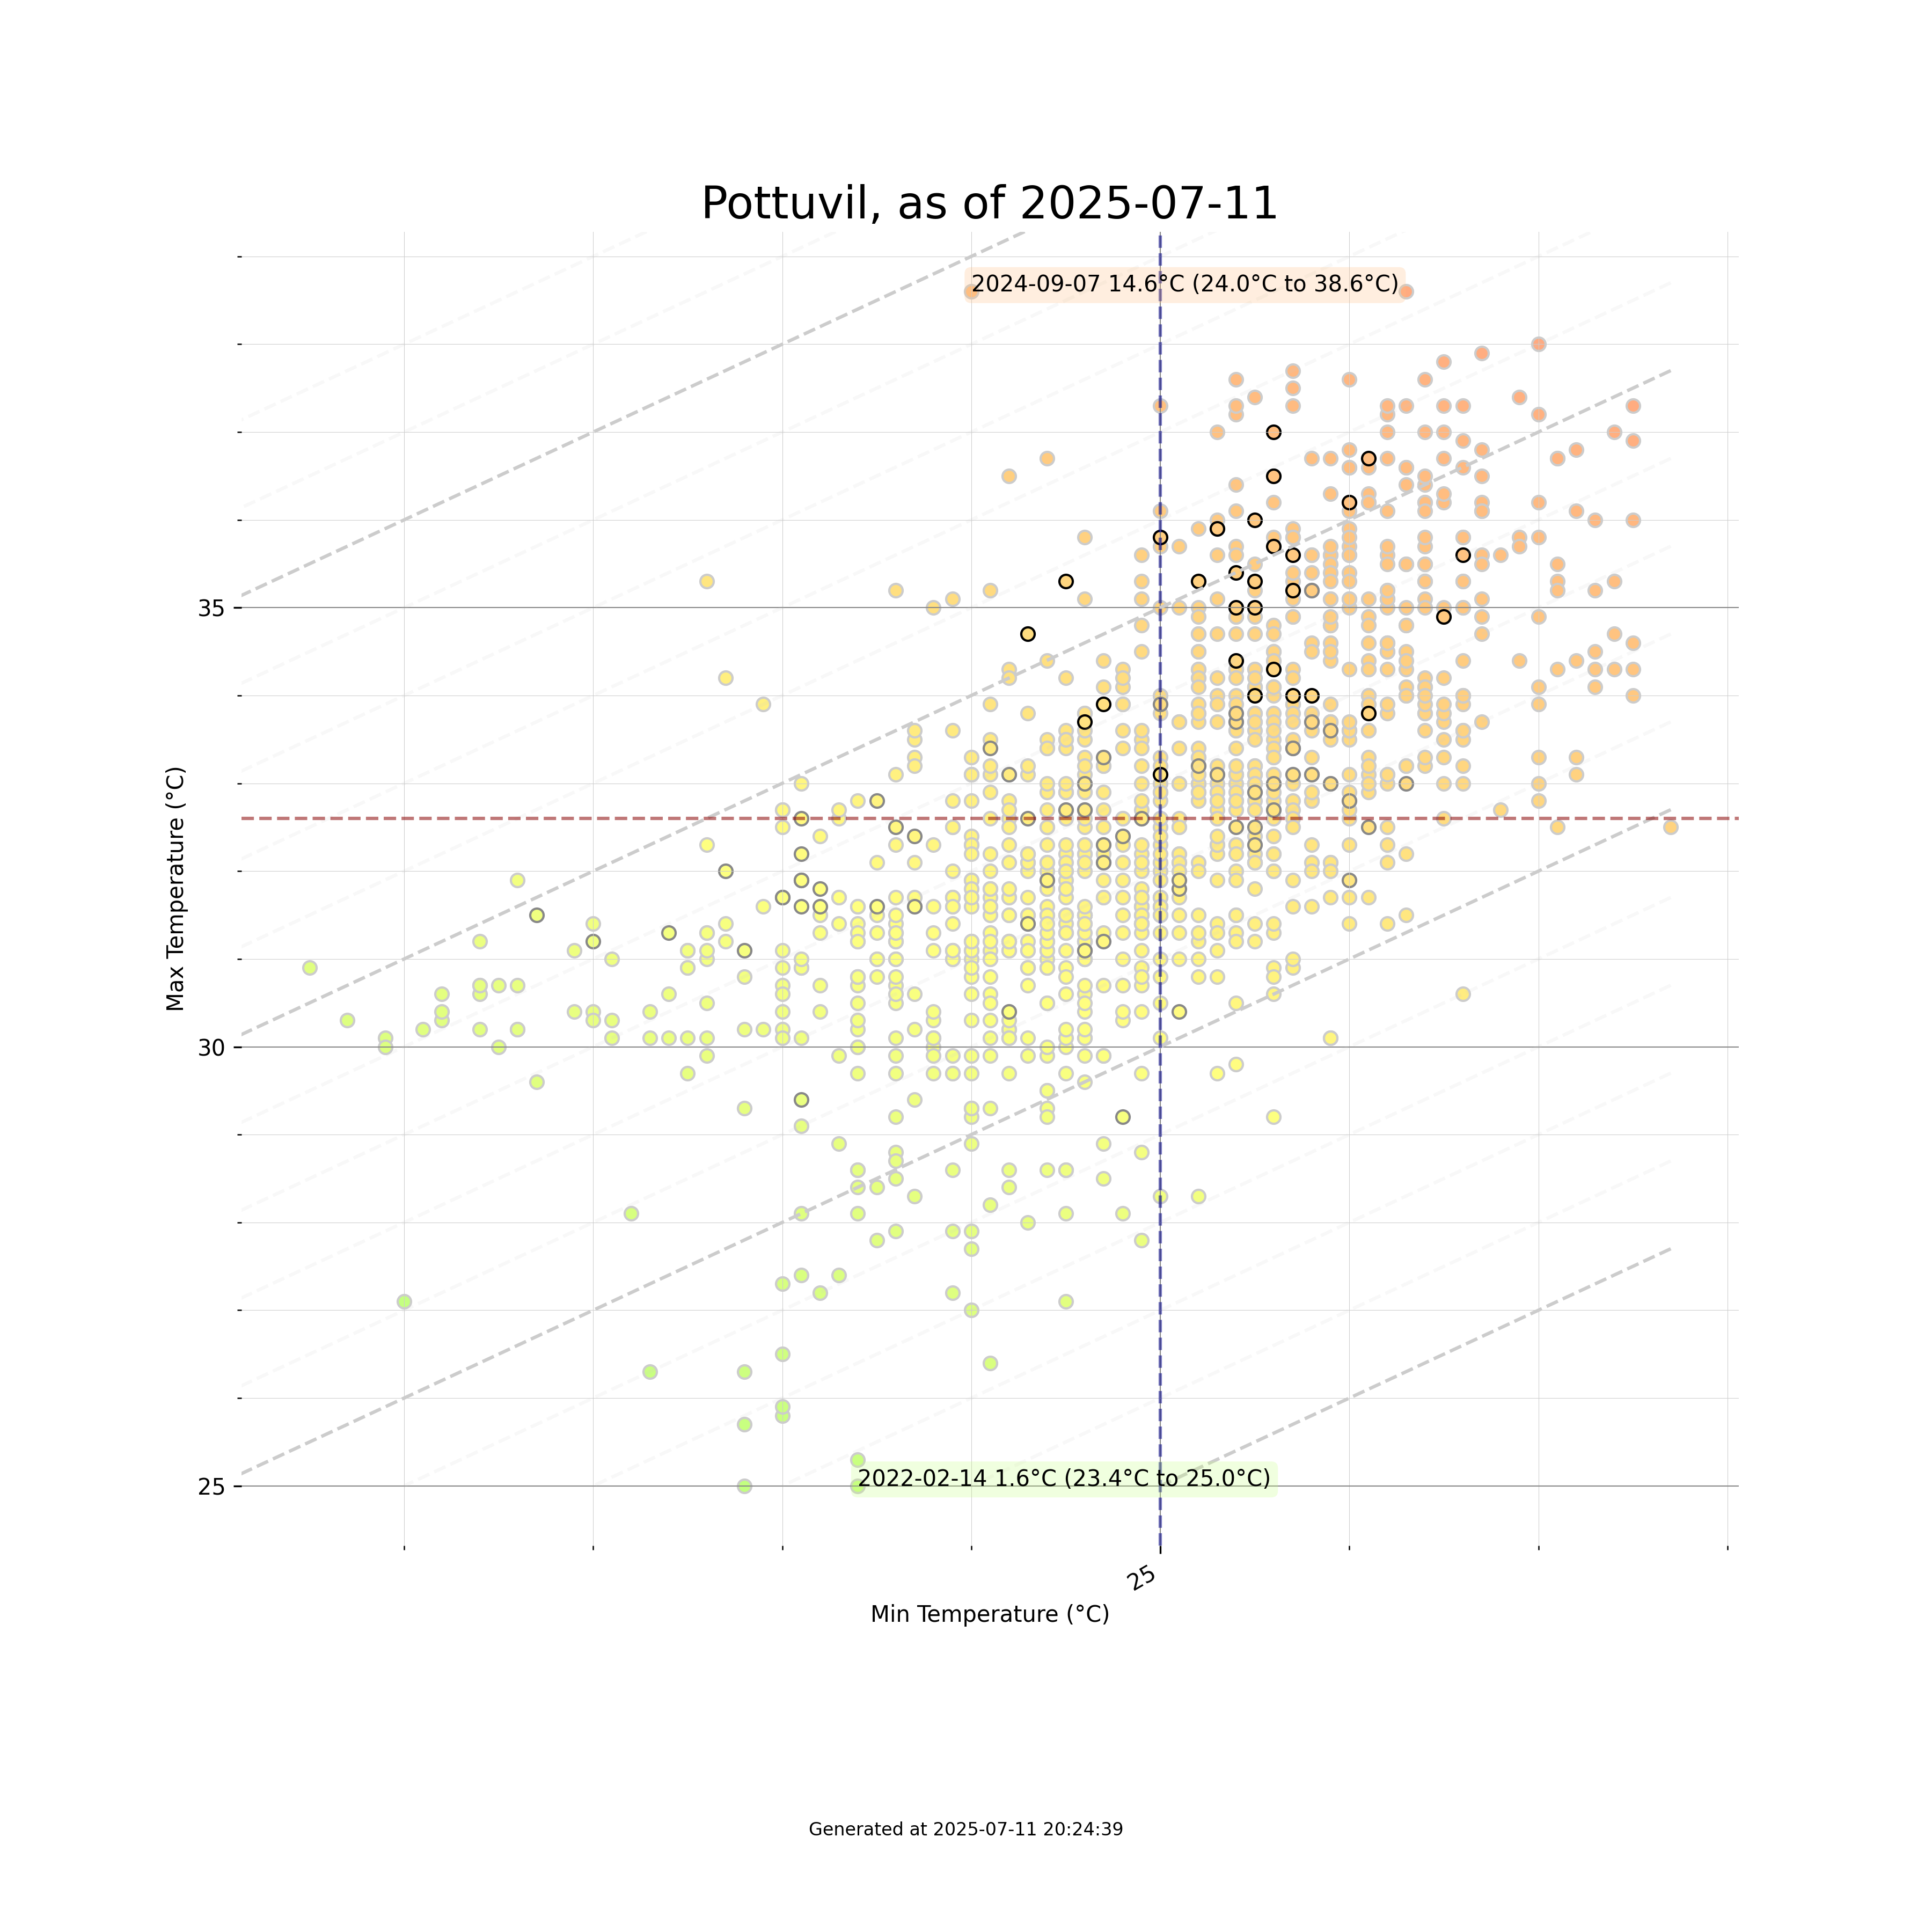 Pottuvil, as of 2025-07-11
2024-09-07 14.6°C (24.0°C to 38.6°C)
35
Max Temperature (°C)
30
2022-02-14 1.6°C (23.4°C to 25.0°C)
25
25
Min Temperature (°C)
Generated at 2025-07-11 20:24:39